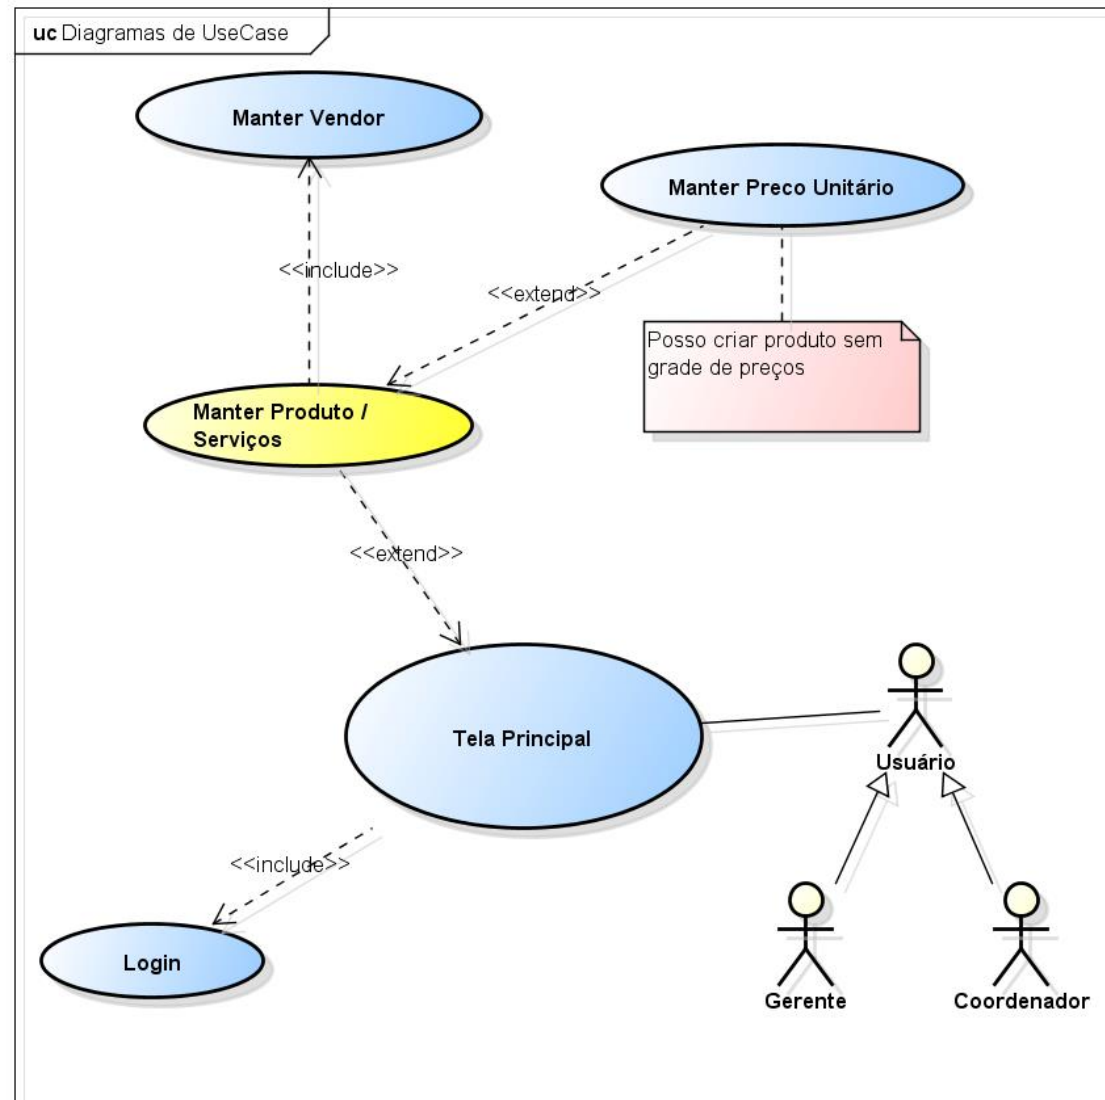 uc Diagramas de UseCase
Manter Vendor
Manter Preco Unitário
<<include>>
<<extend>>
Posso criar produto sem
grade de preços
Manter Produto /
Serviços
<<extend>>
Tela Principal
Usuário
<<include>>
Login
Gerente
Coordenador